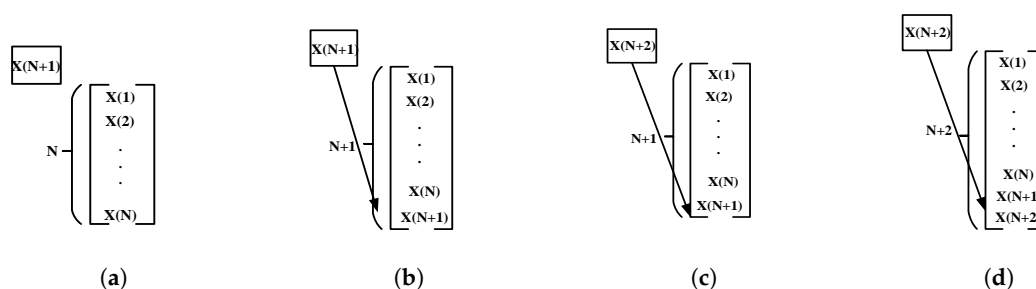 X(N+1)
N
X(1)
X(2)
.
.
.
X(N)
(a)
X(N+1)
N+1
X(1)
X(2)
.
.
.
X(N)
X(N+1)
(b)
X(N+2)
N+1
X(1)
X(2)
.
.
.
X(N)
X(N+1)
(c)
X(N+2)
N+2
X(1)
X(2)
.
.
.
X(N)
X(N+1
X(N+2
(d)